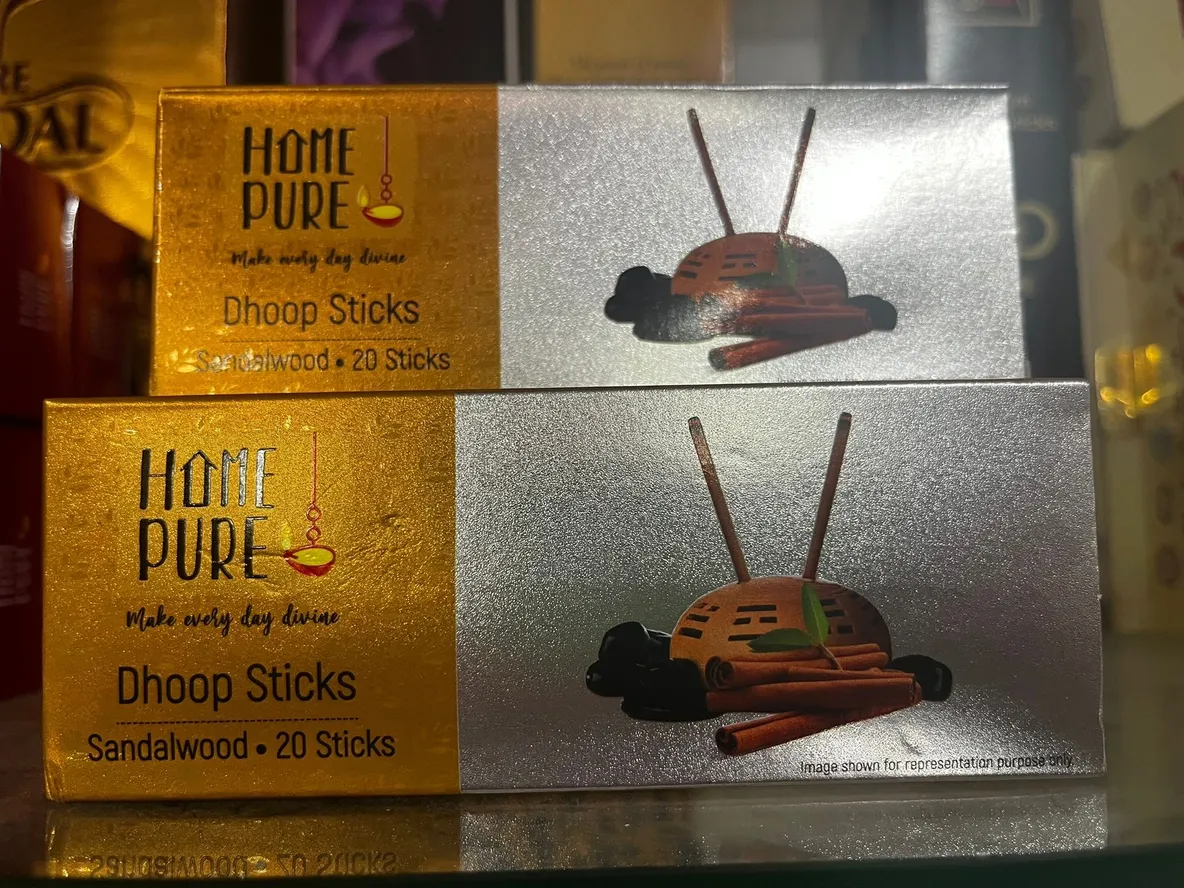 HOME
PURE
Make every day divine
Dhoop Sticks
Sandalwood • 20 Sticks
HOME
PURE
Make every day divine
Dhoop Sticks
Sandalwood • 20 Sticks
Image shown for representation purpose only.